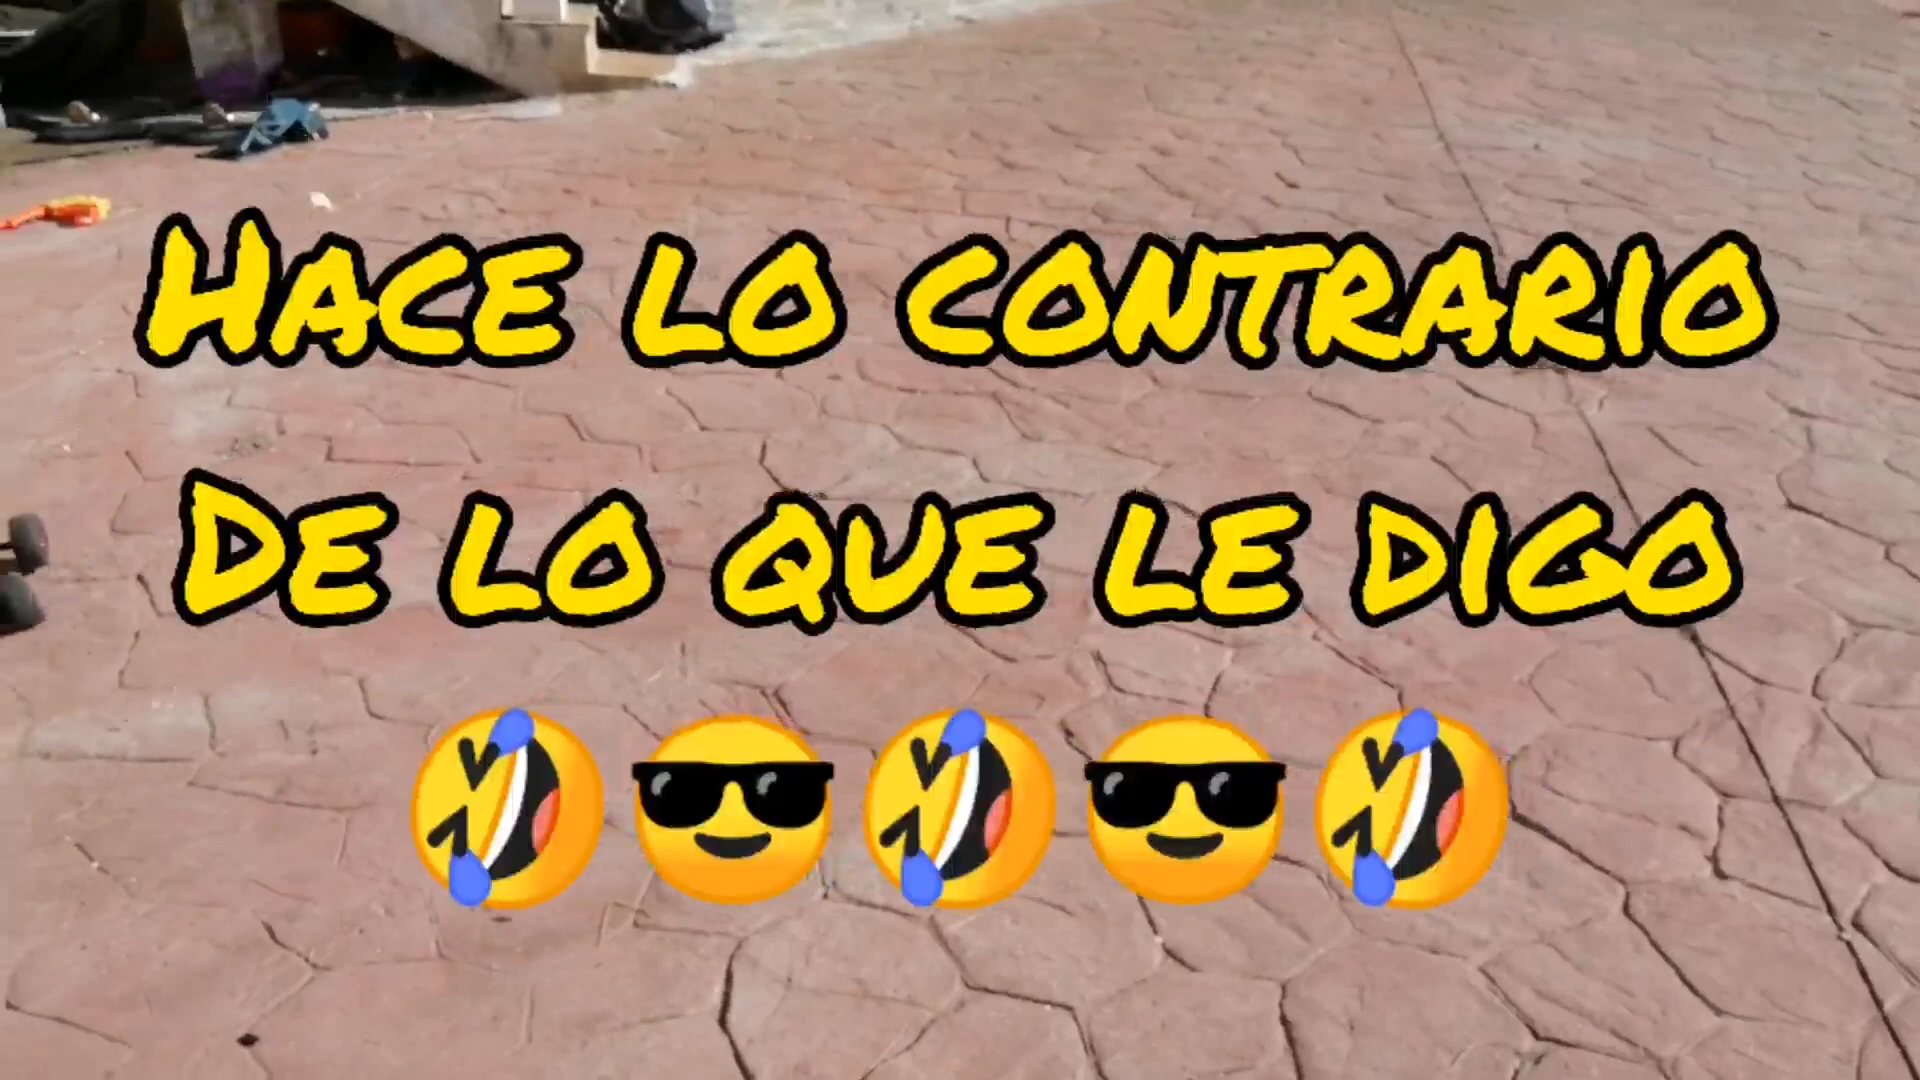 Hace lo contrario
De lo que le digo
🤣😎🤣😎🤣